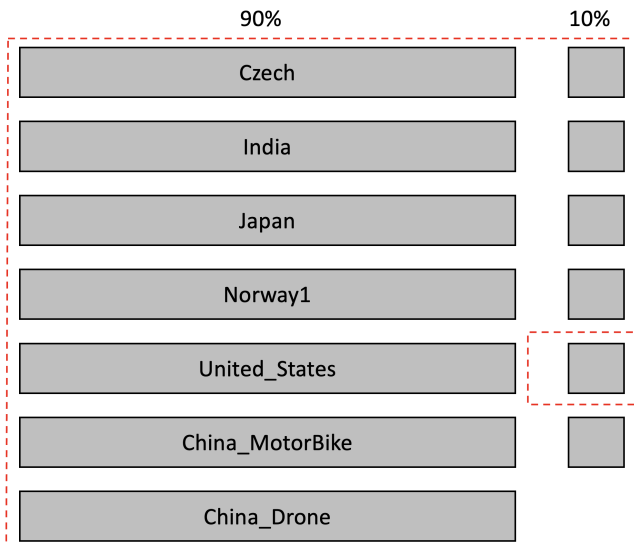 90% 10%
Czech
India
Japan
Norway1
United_States
China_MotorBike
China_Drone